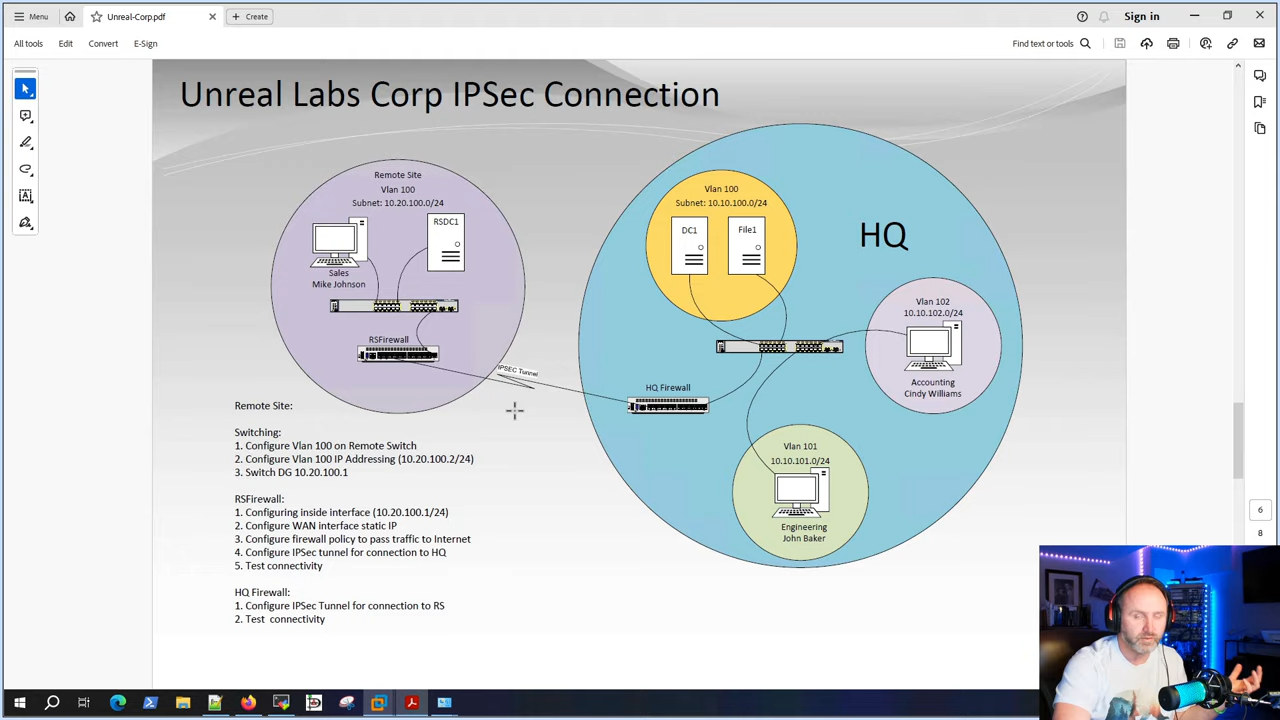 Menu
Unreal-Corp.pdf
Create
Sign in
All tools
Edit
Convert
E-Sign
Find text or tools
Unreal Labs Corp IPSec Connection
Remote Site
Vlan 100
Subnet: 10.20.100.0/24
RSDC1
Sales
Mike Johnson
RSFirewall
IPSEC Tunnel
HQ
Vlan 100
Subnet: 10.10.100.0/24
DC1
File1
Vlan 102
10.10.102.0/24
Accounting
Cindy Williams
HQ Firewall
Vlan 101
10.10.101.0/24
Engineering
John Baker
Remote Site:
Switching:
1. Configure Vlan 100 on Remote Switch
2. Configure Vlan 100 IP Addressing (10.20.100.2/24)
3. Switch DG 10.20.100.1
RSFirewall:
1. Configuring inside interface (10.20.100.1/24)
2. Configure WAN interface static IP
3. Configure firewall policy to pass traffic to Internet
4. Configure IPSec tunnel for connection to HQ
5. Test connectivity
HQ Firewall:
1. Configure IPSec Tunnel for connection to RS
2. Test connectivity
6
8